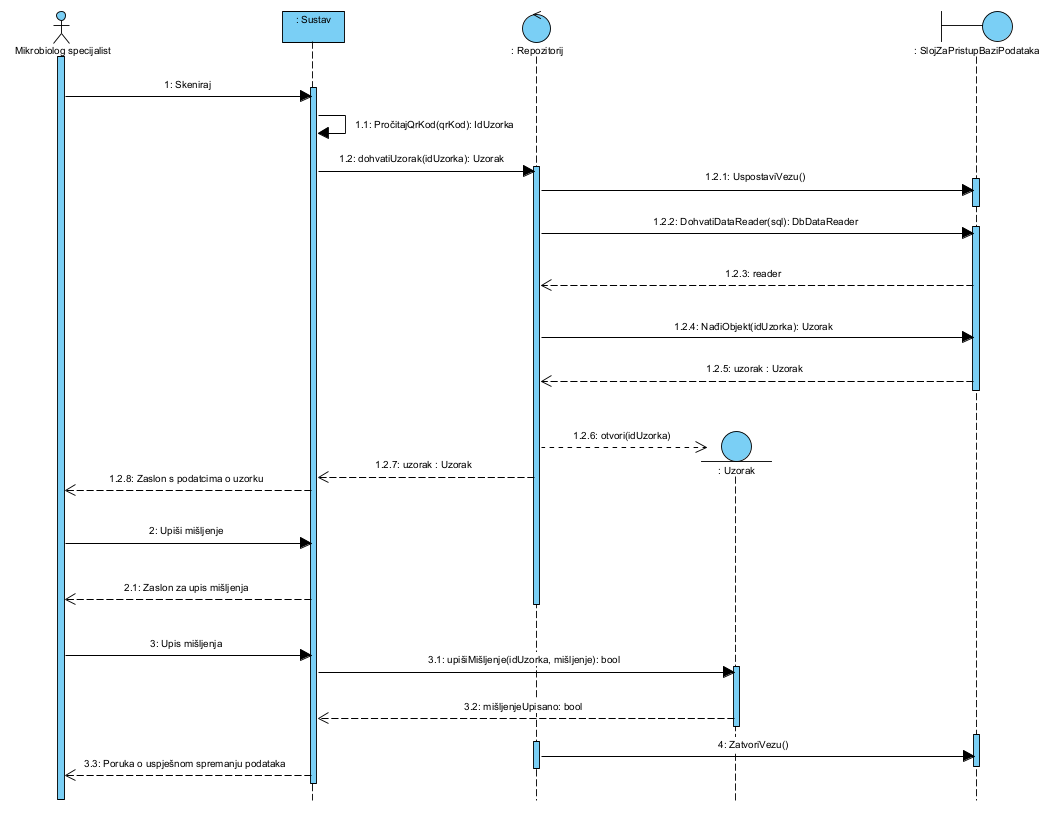 : Sustav
Mikrobiolog specijalist
: Repozitorij
: SlojZaPristupBaziPodataka
1: Skeniraj
1.1: PročitajQrKod(qrKod): IdUzorka
1.2: dohvatiUzorak(idUzorka): Uzorak
1.2.1: UspostaviVezu()
1.2.2: DohvatiDataReader(sql): DbDataReader
1.2.3: reader
1.2.4: NađiObjekt(idUzorka): Uzorak
1.2.5: uzorak : Uzorak
1.2.6: otvori(idUzorka)
: Uzorak
1.2.7: uzorak : Uzorak
1.2.8: Zaslon s podatcima o uzorku
2: Upiši mišljenje
2.1: Zaslon za upis mišljenja
3: Upis mišljenja
3.1: upišiMišljenje(idUzorka, mišljenje): bool
3.2: mišljenjeUpisano: bool
4: ZatvoriVezu()
3.3: Poruka o uspješnom spremanju podataka